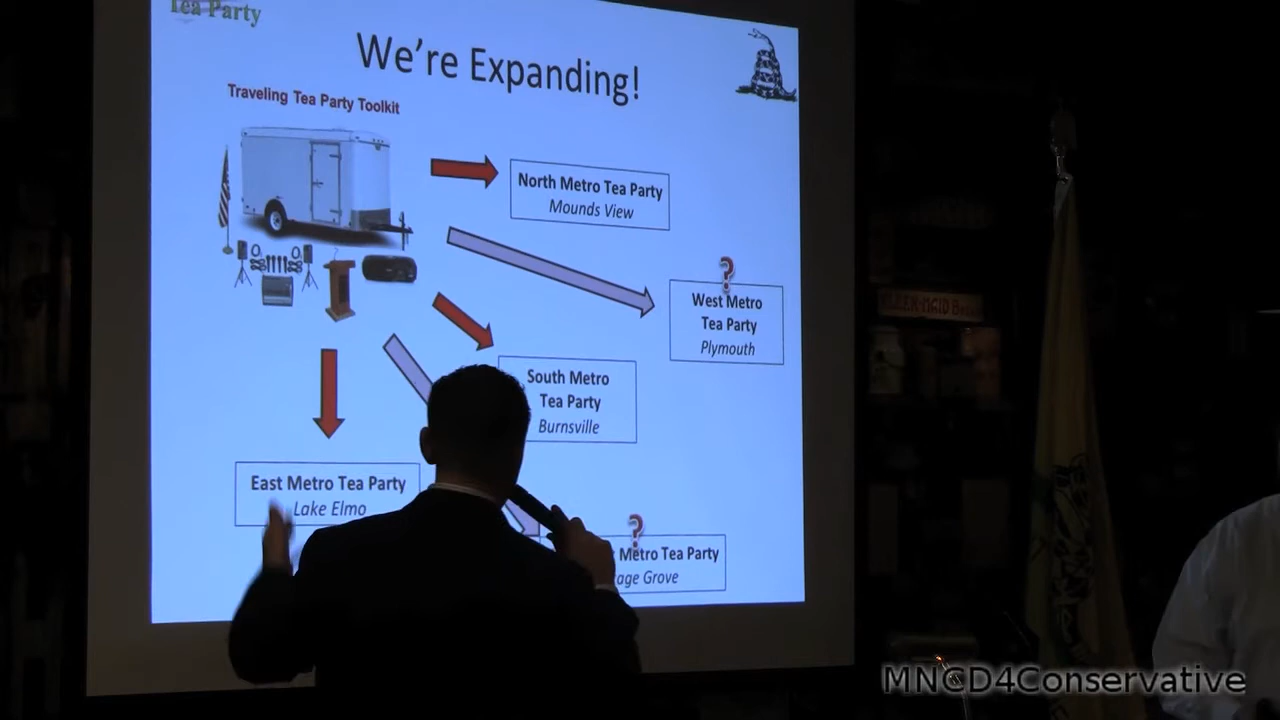 Tea Party
We're Expanding!
Traveling Tea Party Toolkit
North Metro Tea Party
Mounds View
?
West Metro
Tea Party
Plymouth
South Metro
Tea Party
Burnsville
East Metro Tea Party
Lake Elmo
?
Metro Tea Party
Grove
MNCD4Conservative